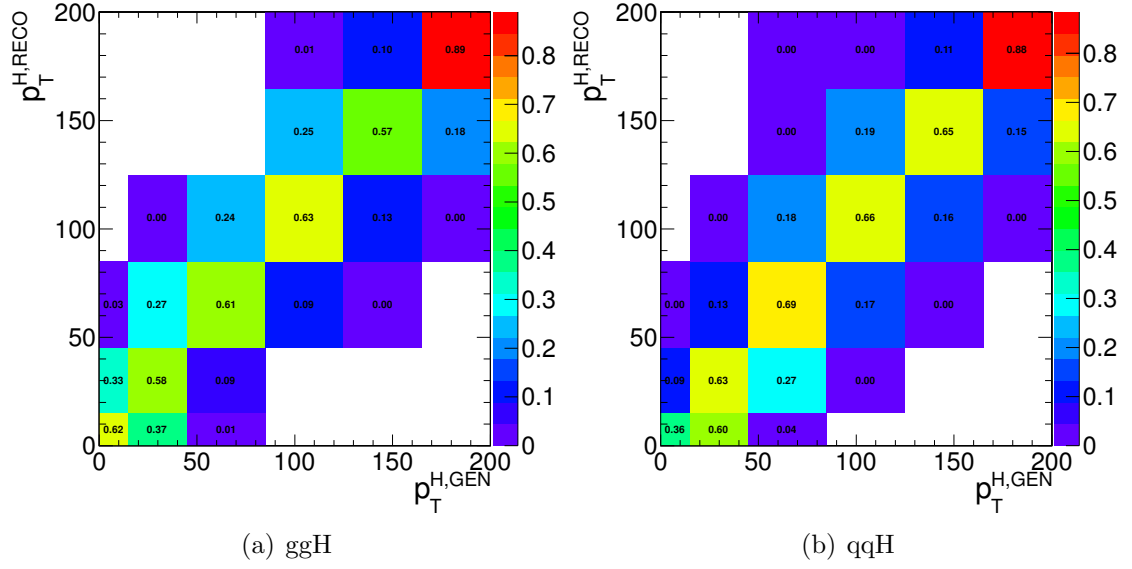 p_T^{H,RECO}
200
150
100
50
0
0.01 0.10 0.89
0.25 0.57 0.18
0.00 0.24 0.63 0.13 0.00
0.03 0.27 0.61 0.09 0.00
0.33 0.58 0.09
0.62 0.37 0.01
0 50 100 150 200
p_T^{H,GEN}
0.8
0.7
0.6
0.5
0.4
0.3
0.2
0.1
0
(a) ggH
p_T^{H,RECO}
200
150
100
50
0
0.00 0.00 0.11 0.88
0.00 0.19 0.65 0.15
0.00 0.18 0.66 0.16 0.00
0.00 0.13 0.69 0.17 0.00
0.09 0.63 0.27 0.00
0.36 0.60 0.04
0 50 100 150 200
p_T^{H,GEN}
0.8
0.7
0.6
0.5
0.4
0.3
0.2
0.1
0
(b) qqH